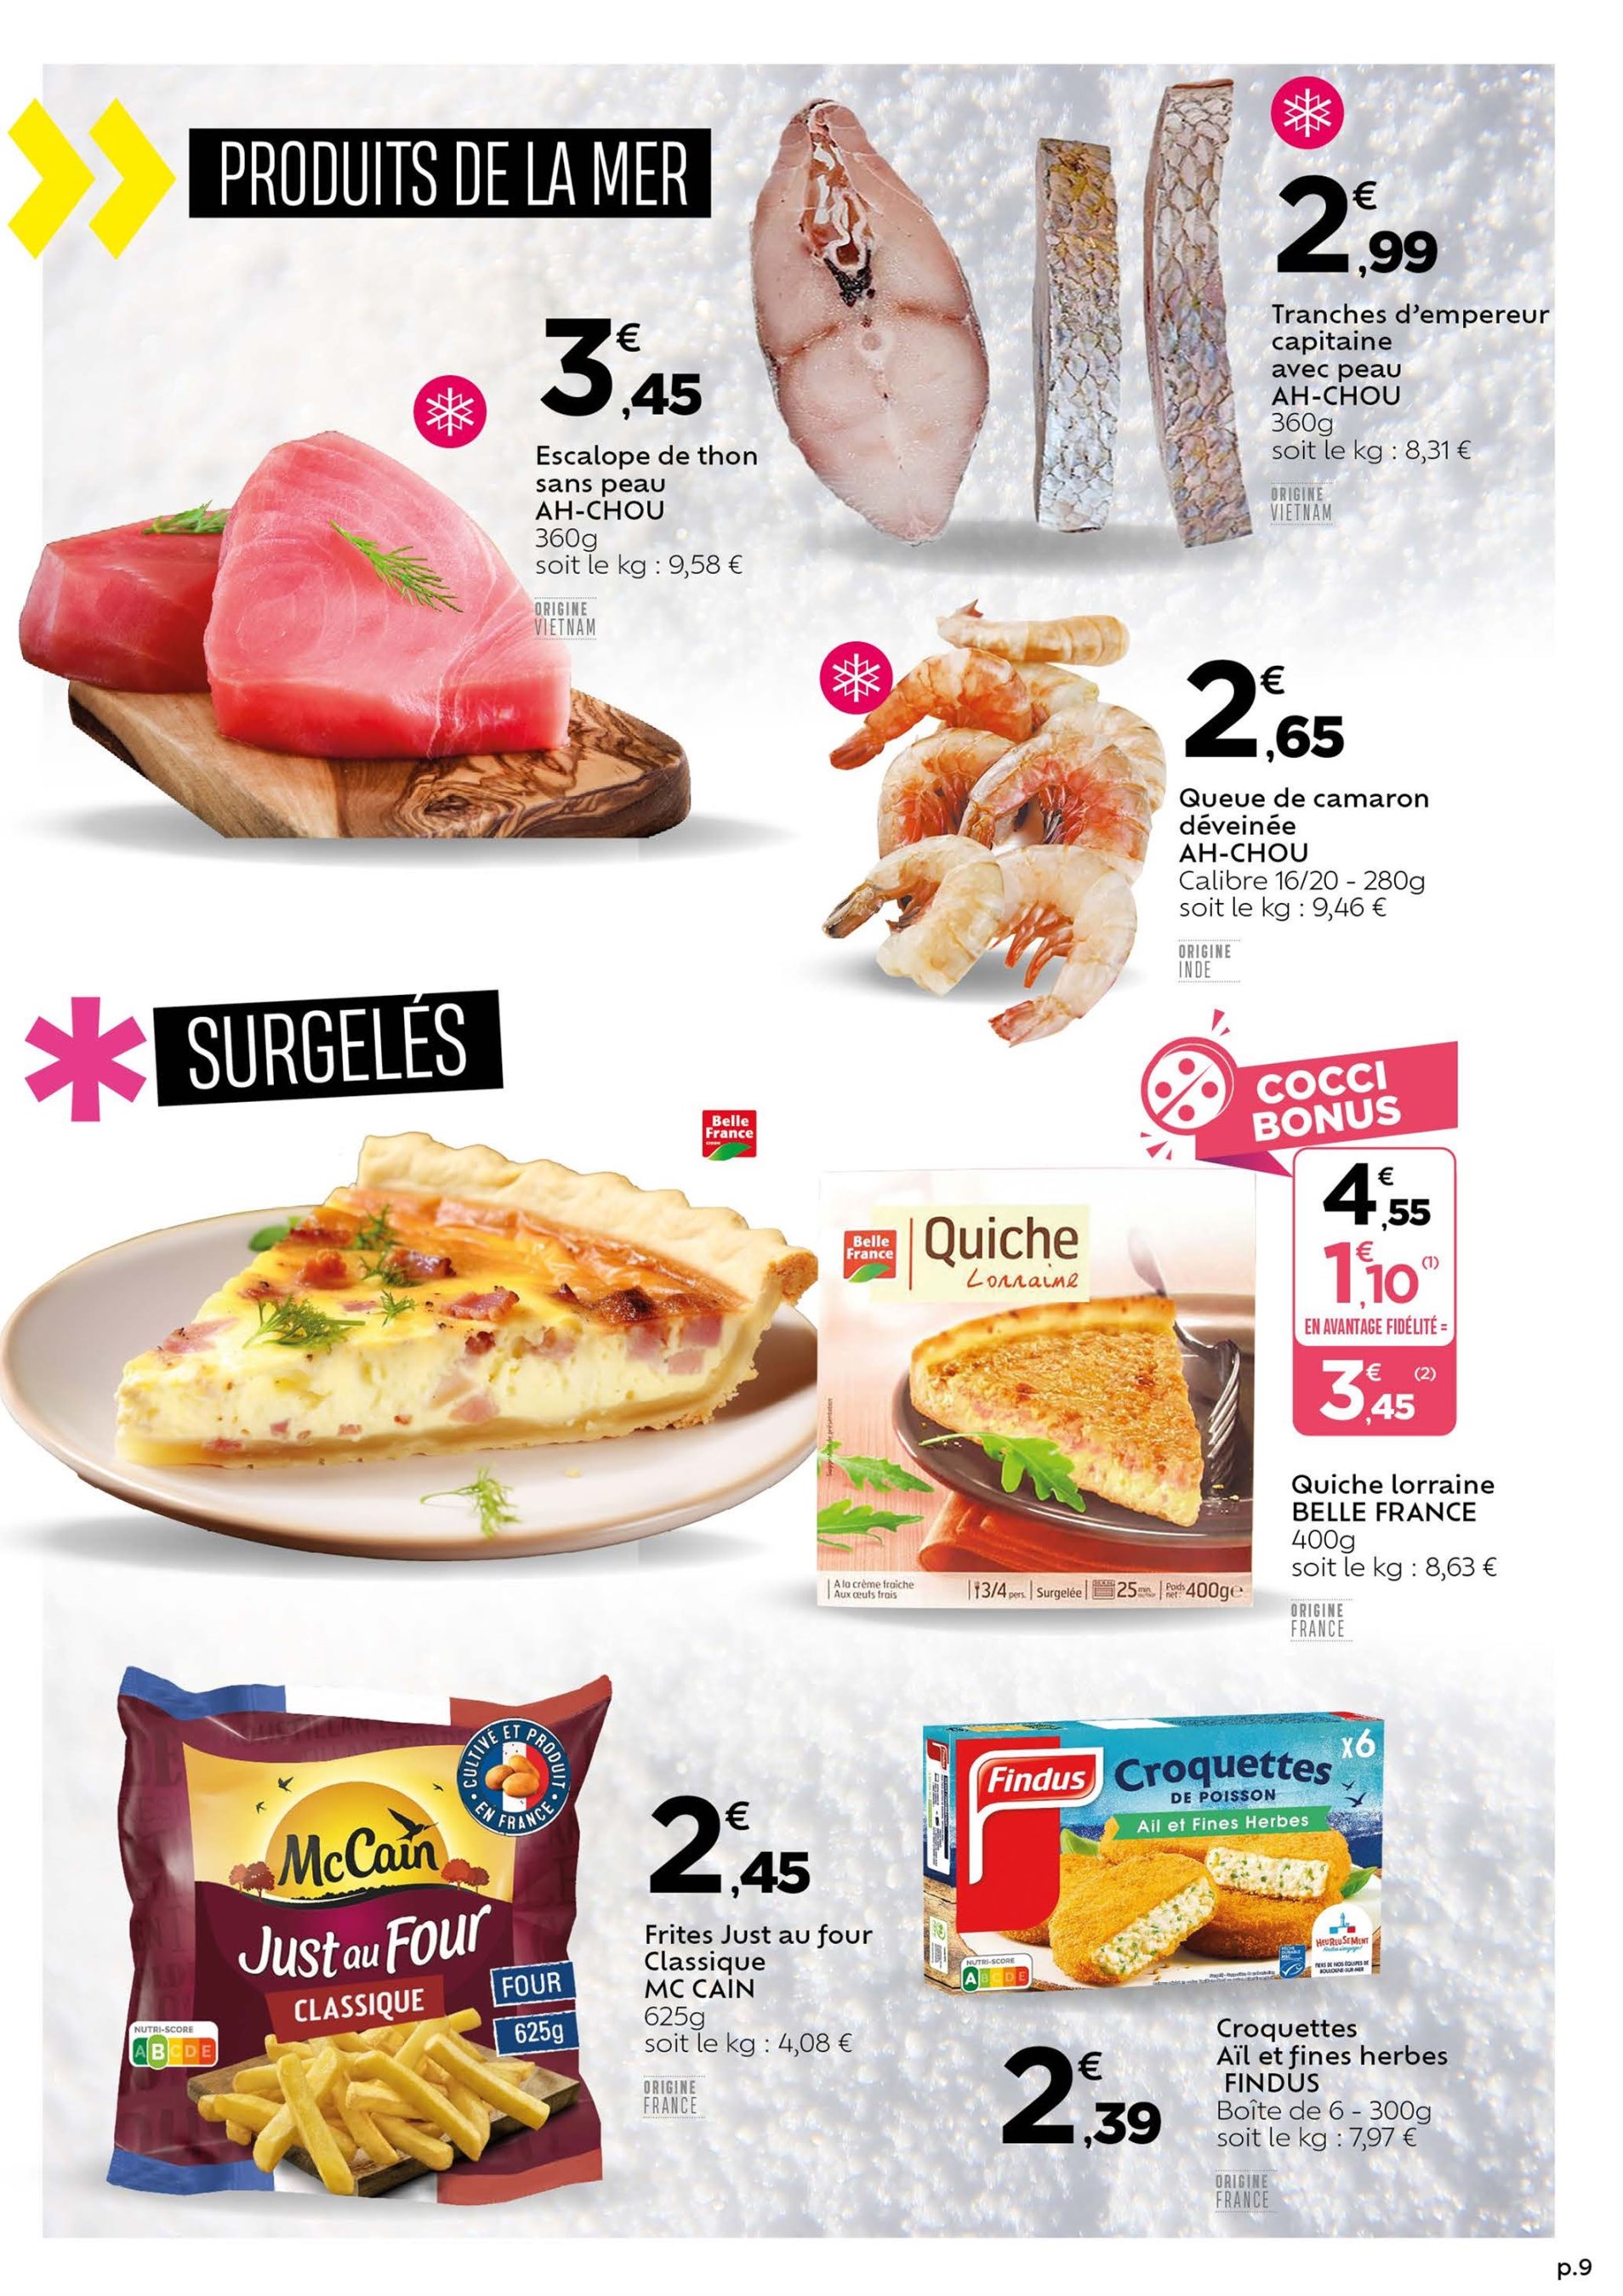 PRODUITS DE LA MER
2€,99
Tranches d'empereur
capitaine
avec peau
AH-CHOU
360g
soit le kg : 8,31 €
ORIGINE
VIETNAM
3€,45
Escalope de thon
sans peau
AH-CHOU
360g
soit le kg : 9,58 €
ORIGINE
VIETNAM
2€,65
Queue de camaron
déveinée
AH-CHOU
Calibre 16/20 - 280g
soit le kg : 9,46 €
ORIGINE
INDE
SURGELÉS
Belle
France
COCCI
BONUS
4€,55
1€,10 (1)
EN AVANTAGE FIDÉLITÉ =
3€,45 (2)
Belle
France
Quiche
Lorraine
A la crème fraîche
Aux œufs frais
3/4 pers.
Surgelée
25 min.
Poids
net: 400g e
Quiche lorraine
BELLE FRANCE
400g
soit le kg : 8,63 €
ORIGINE
FRANCE
CULTIVÉ ET PRODUIT
• EN FRANCE •
McCain
Just au Four
CLASSIQUE
FOUR
625g
NUTRI-SCORE
A B C D E
2€,45
Frites Just au four
Classique
MC CAIN
625g
soit le kg : 4,08 €
ORIGINE
FRANCE
Findus
Croquettes
x6
DE POISSON
Ail et Fines Herbes
NUTRI-SCORE
A B C D E
2€,39
Croquettes
Aïl et fines herbes
FINDUS
Boîte de 6 - 300g
soit le kg : 7,97 €
ORIGINE
FRANCE
p.9